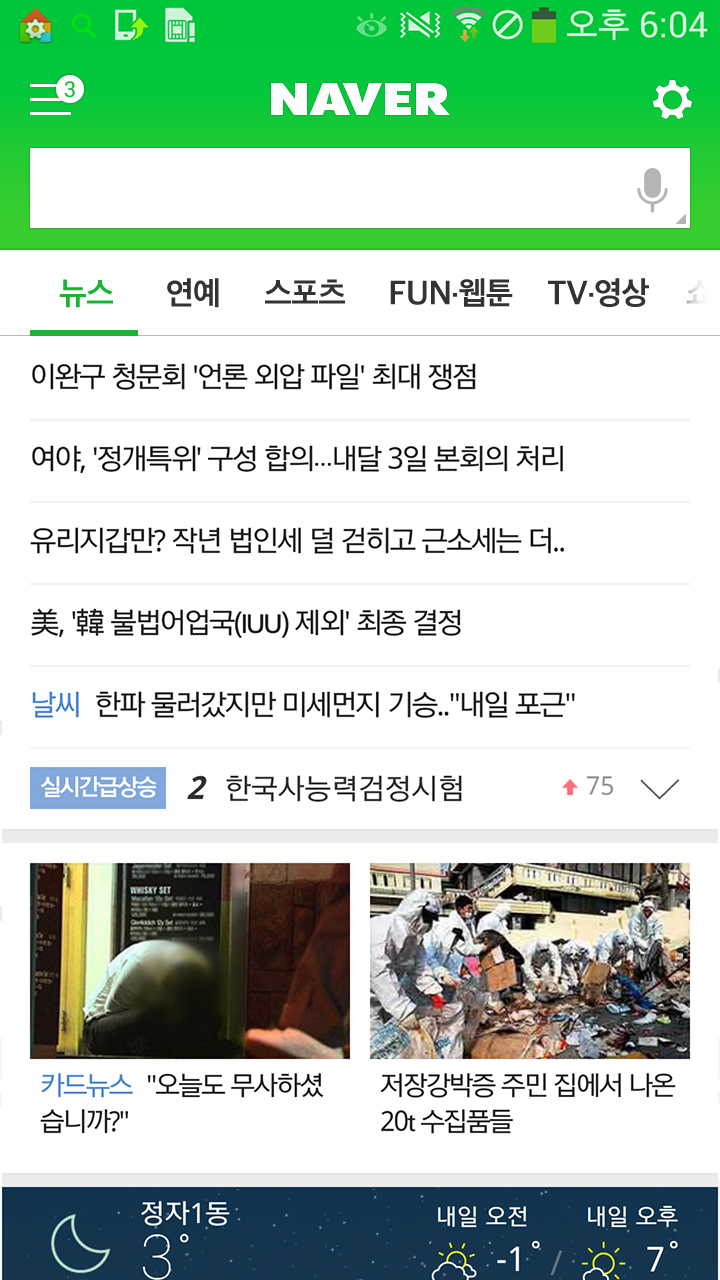 오후 6:04
3
NAVER
뉴스 연예 스포츠 FUN·웹툰 TV·영상
이완구 청문회 '언론 외압 파일' 최대 쟁점
여야, '정개특위' 구성 합의...내달 3일 본회의 처리
유리지갑만? 작년 법인세 덜 걷히고 근소세는 더..
美, '韓 불법어업국(IUU) 제외' 최종 결정
날씨 한파 물러갔지만 미세먼지 기승.."내일 포근"
실시간급상승 2 한국사능력검정시험 75
WHISKY SET
카드뉴스 "오늘도 무사하셨
습니까?"
저장강박증 주민 집에서 나온
20t 수집품들
정자1동
3°
내일 오전 내일 오후
-1° / 7°